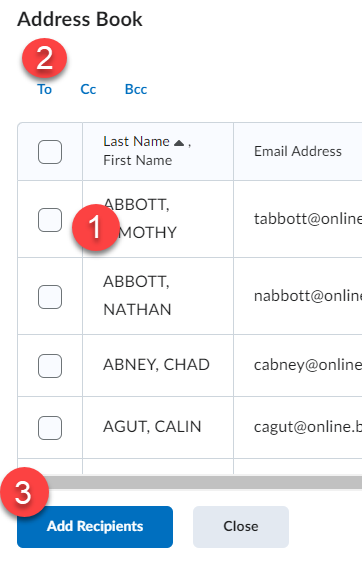 Address Book
2
To Cc Bcc
Last Name ,
First Name
Email Address
ABBOTT,
MOTHY
tabbott@online
1
ABBOTT,
NATHAN
nabbott@online
ABNEY, CHAD
cabney@online
AGUT, CALIN
cagut@online.b
3
Add Recipients
Close